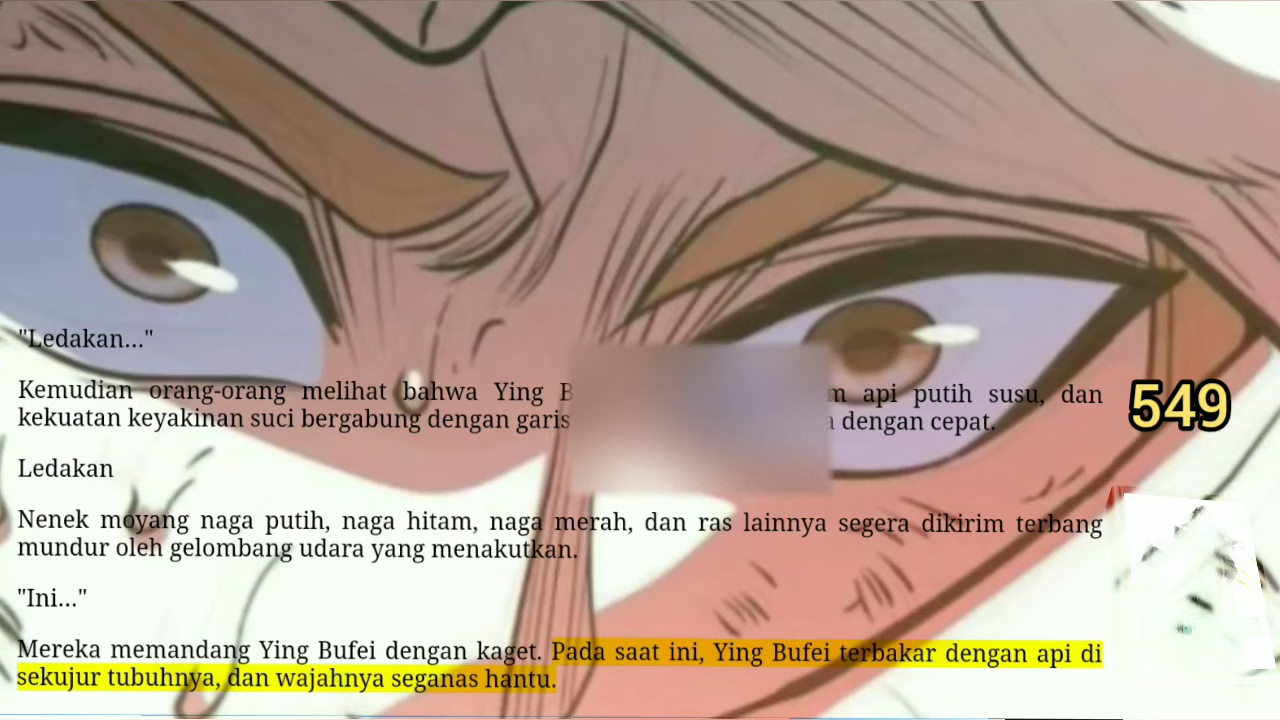 "Ledakan..."
Kemudian orang-orang melihat bahwa Ying api putih susu, dan
kekuatan keyakinan suci bergabung dengan garis dengan cepat.
549
Ledakan
Nenek moyang naga putih, naga hitam, naga merah, dan ras lainnya segera dikirim terbang
mundur oleh gelombang udara yang menakutkan.
"Ini..."
Mereka memandang Ying Bufei dengan kaget. Pada saat ini, Ying Bufei terbakar dengan api di
sekujur tubuhnya, dan wajahnya seganas hantu.